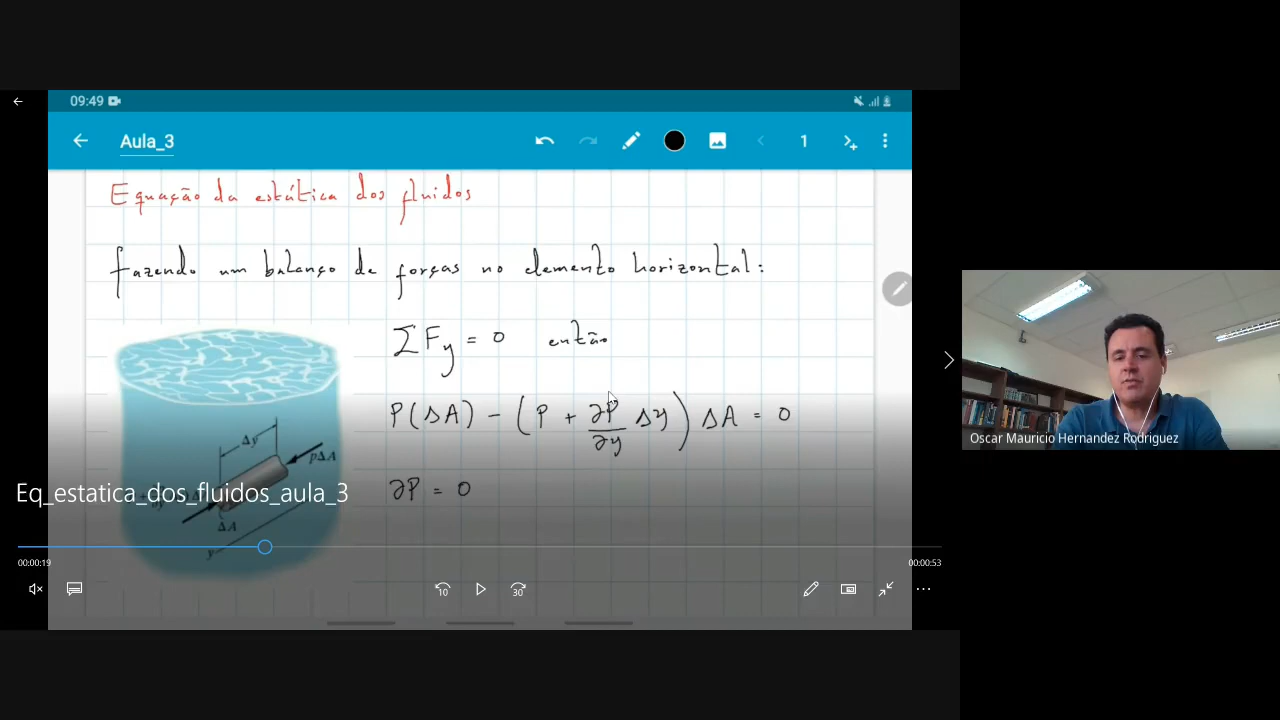 09:49
Aula_3
1
Equação da estática dos fluidos
fazendo um balanço de forças no elemento horizontal:
ΣFy = 0 então
P(ΔA) - (P + ∂P/∂y Δy) ΔA = 0
∂P = 0
Δy
pΔA
ΔA
y
Eq_estatica_dos_fluidos_aula_3
00:00:19
00:00:53
10
30
Oscar Mauricio Hernandez Rodriguez